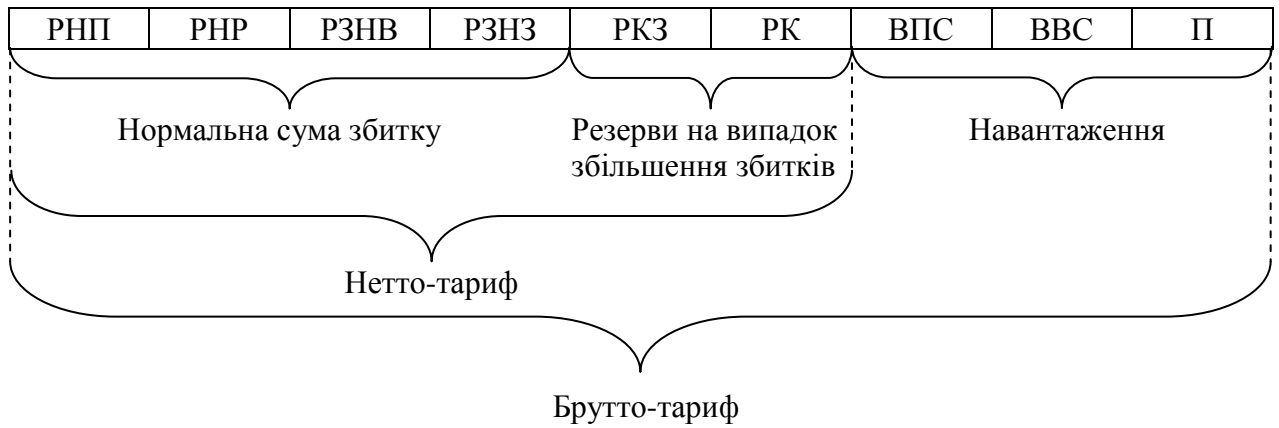 РНП РНР РЗНВ РЗНЗ РКЗ РК ВПС ВВС П
Нормальна сума збитку
Резерви на випадок
збільшення збитків
Навантаження
Нетто-тариф
Брутто-тариф